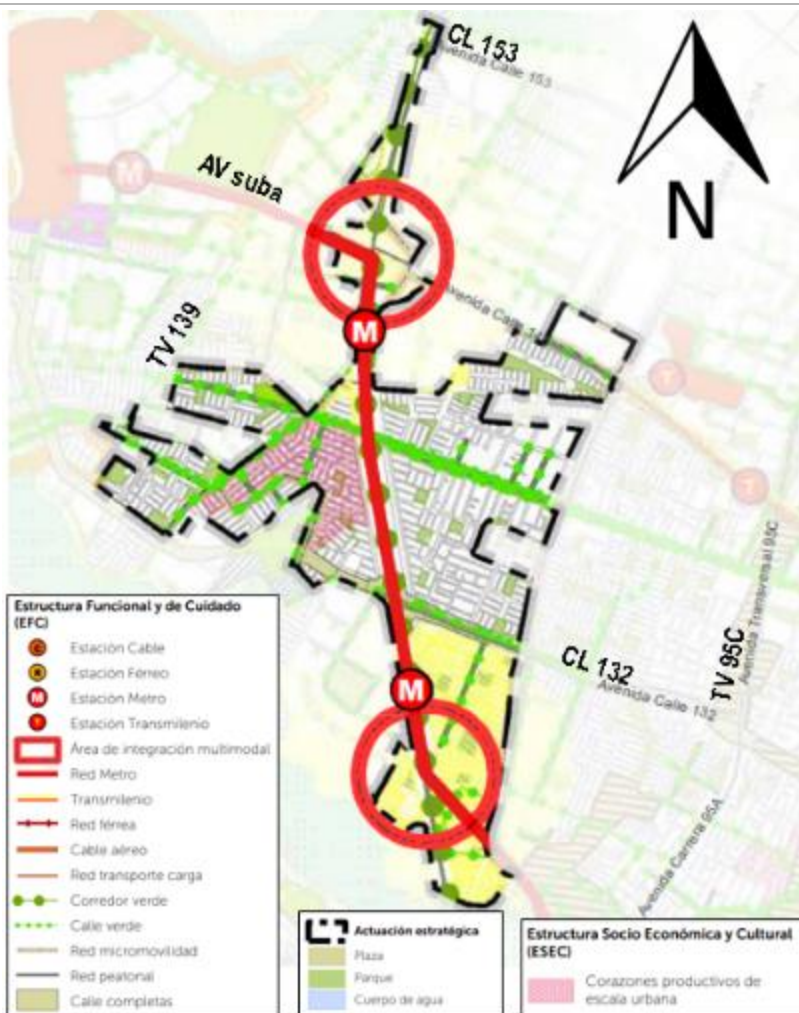 CL 153
Avenida Calle 153
M
AV suba
N
Avenida Calle
TV 139
M
T
T
Avenida Transversal 95C
TV 95C
CL 132
Avenida Calle 132
M
Avenida Carrera 95A
Estructura Funcional y de Cuidado
(EFC)
Estación Cable
Estación Férreo
M Estación Metro
T Estación Transmilenio
Área de integración multimodal
Red Metro
Transmilenio
Red férrea
Cable aéreo
Red transporte carga
Corredor verde
Calle verde
Red micromovilidad
Red peatonal
Calle completas
Actuación estratégica
Plaza
Parque
Cuerpo de agua
Estructura Socio Económica y Cultural
(ESEC)
Corazones productivos de
escala urbana